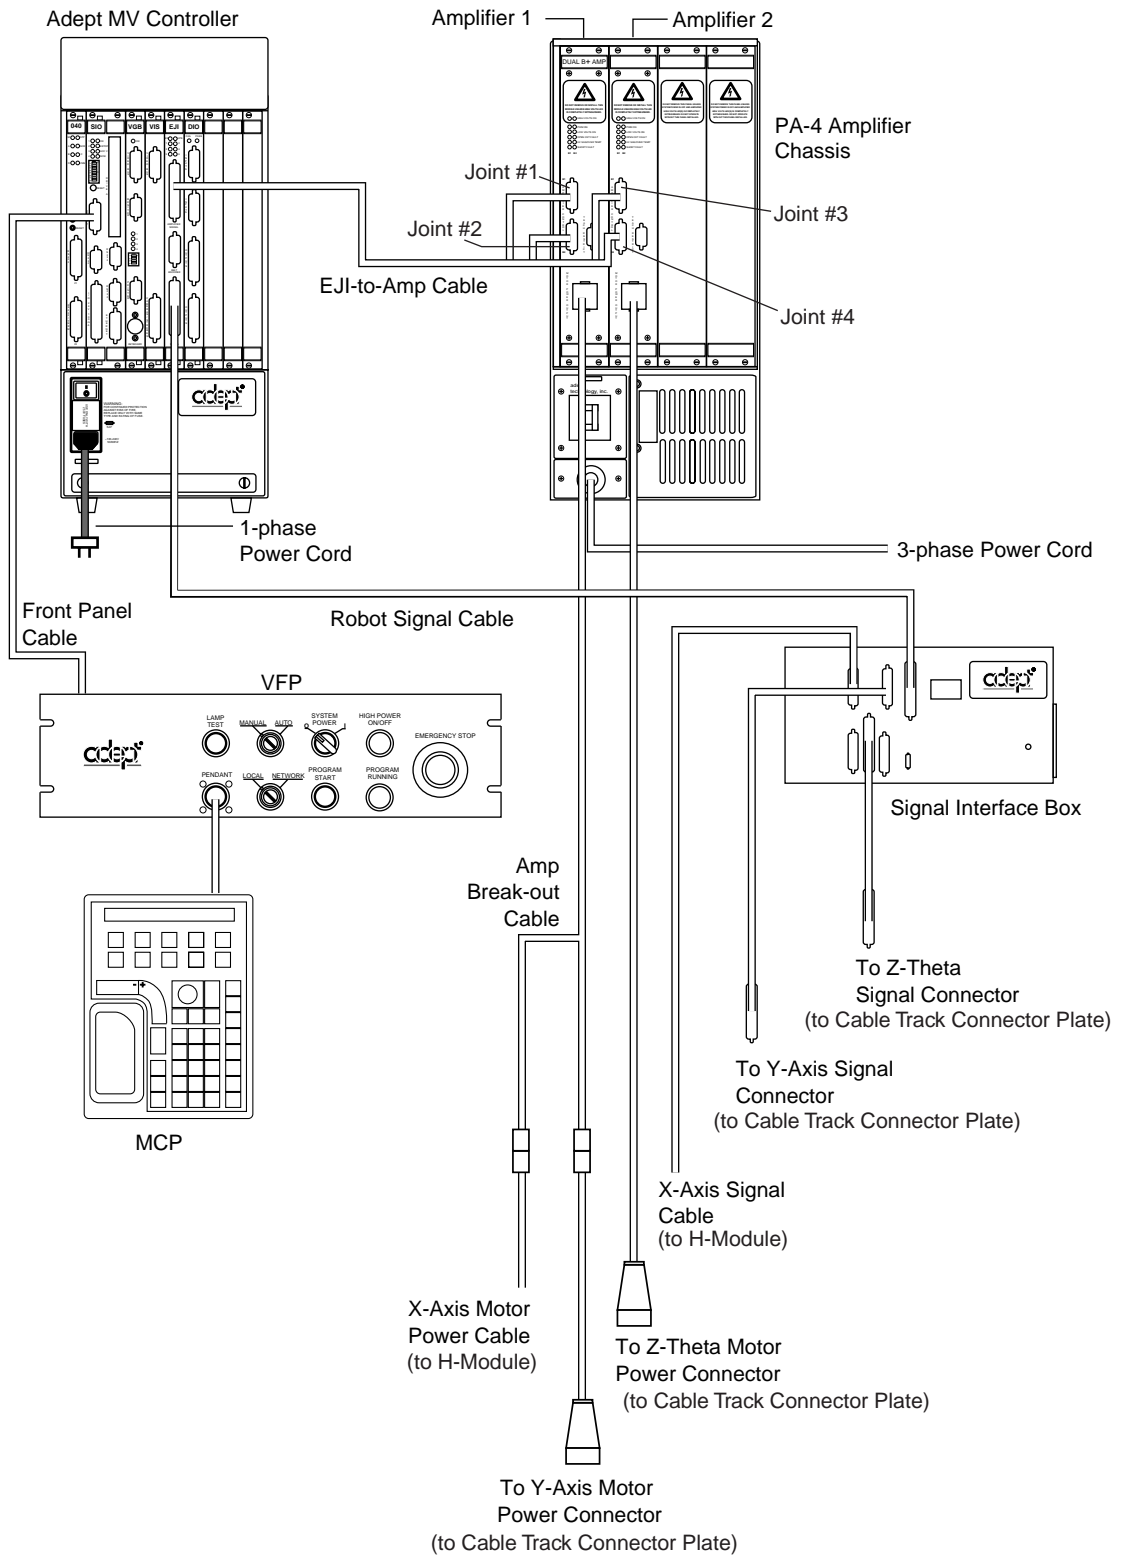 Adept MV Controller
Amplifier 1
Amplifier 2
DUAL B+ AMP
PA-4 Amplifier
Chassis
040
SIO
VGB
VIS
EJI
DIO
Joint #1
Joint #2
Joint #3
Joint #4
EJI-to-Amp Cable
adept
technology, inc.
adept
1-phase
Power Cord
3-phase Power Cord
Front Panel
Cable
Robot Signal Cable
VFP
adept
LAMP
TEST
MANUAL
AUTO
SYSTEM
POWER
HIGH POWER
ON/OFF
EMERGENCY STOP
PENDANT
LOCAL
NETWORK
PROGRAM
START
PROGRAM
RUNNING
adept
Signal Interface Box
Amp
Break-out
Cable
- +
MCP
To Z-Theta
Signal Connector
(to Cable Track Connector Plate)
To Y-Axis Signal
Connector
(to Cable Track Connector Plate)
X-Axis Signal
Cable
(to H-Module)
X-Axis Motor
Power Cable
(to H-Module)
To Z-Theta Motor
Power Connector
(to Cable Track Connector Plate)
To Y-Axis Motor
Power Connector
(to Cable Track Connector Plate)